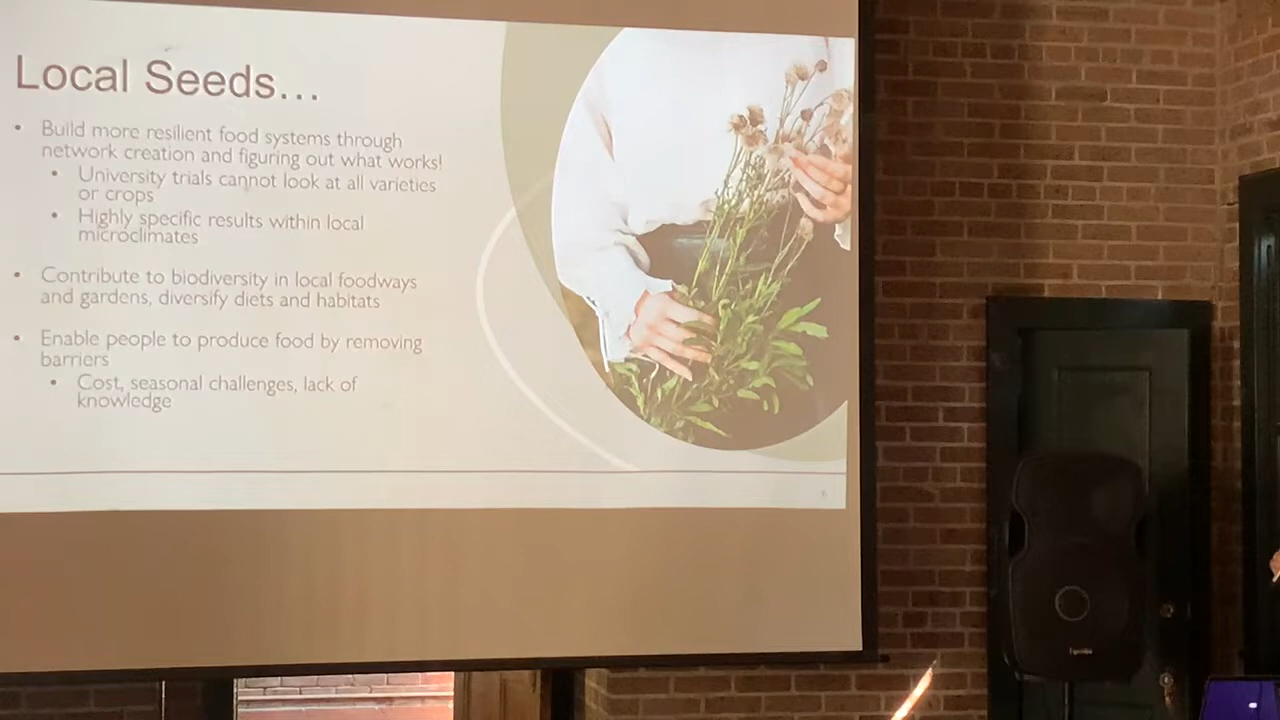 Local Seeds...
• Build more resilient food systems through
network creation and figuring out what works!
• University trials cannot look at all varieties
or crops
• Highly specific results within local
microclimates
• Contribute to biodiversity in local foodways
and gardens, diversify diets and habitats
• Enable people to produce food by removing
barriers
• Cost, seasonal challenges, lack of
knowledge